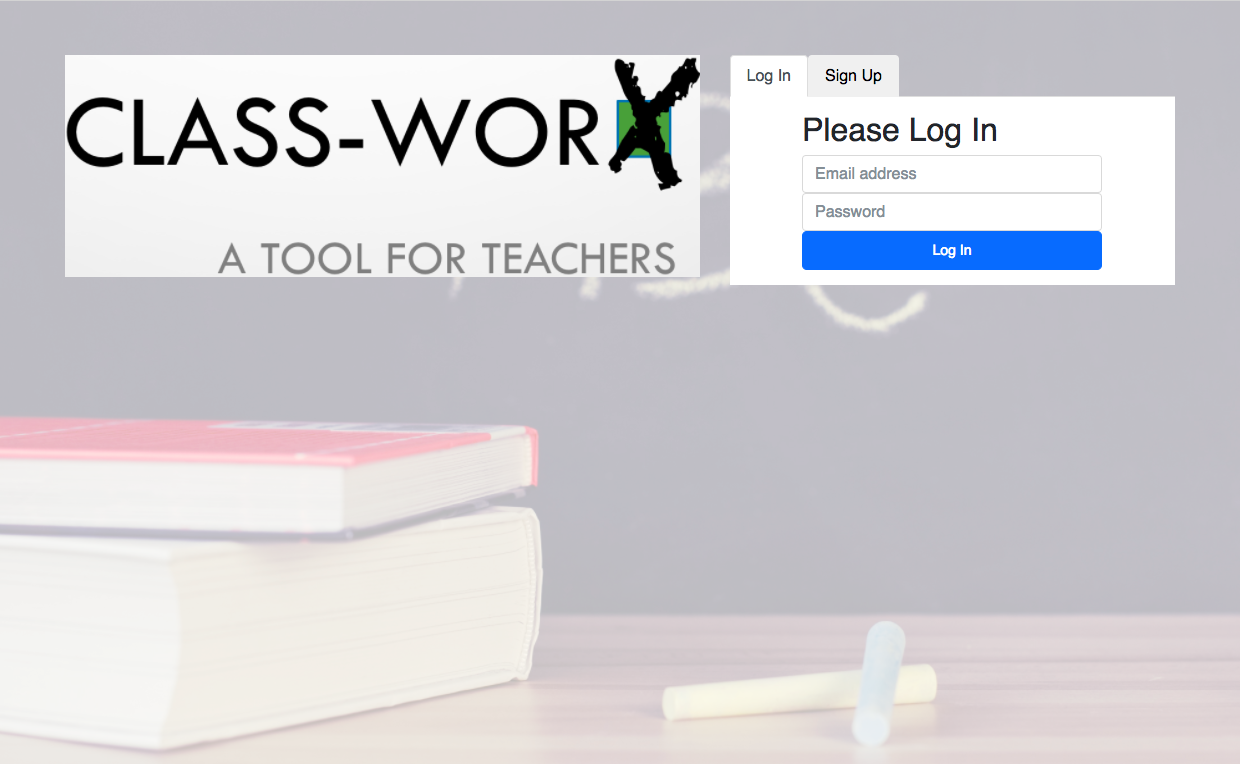 CLASS-WORX
A TOOL FOR TEACHERS
Log In
Sign Up
Please Log In
Email address
Password
Log In